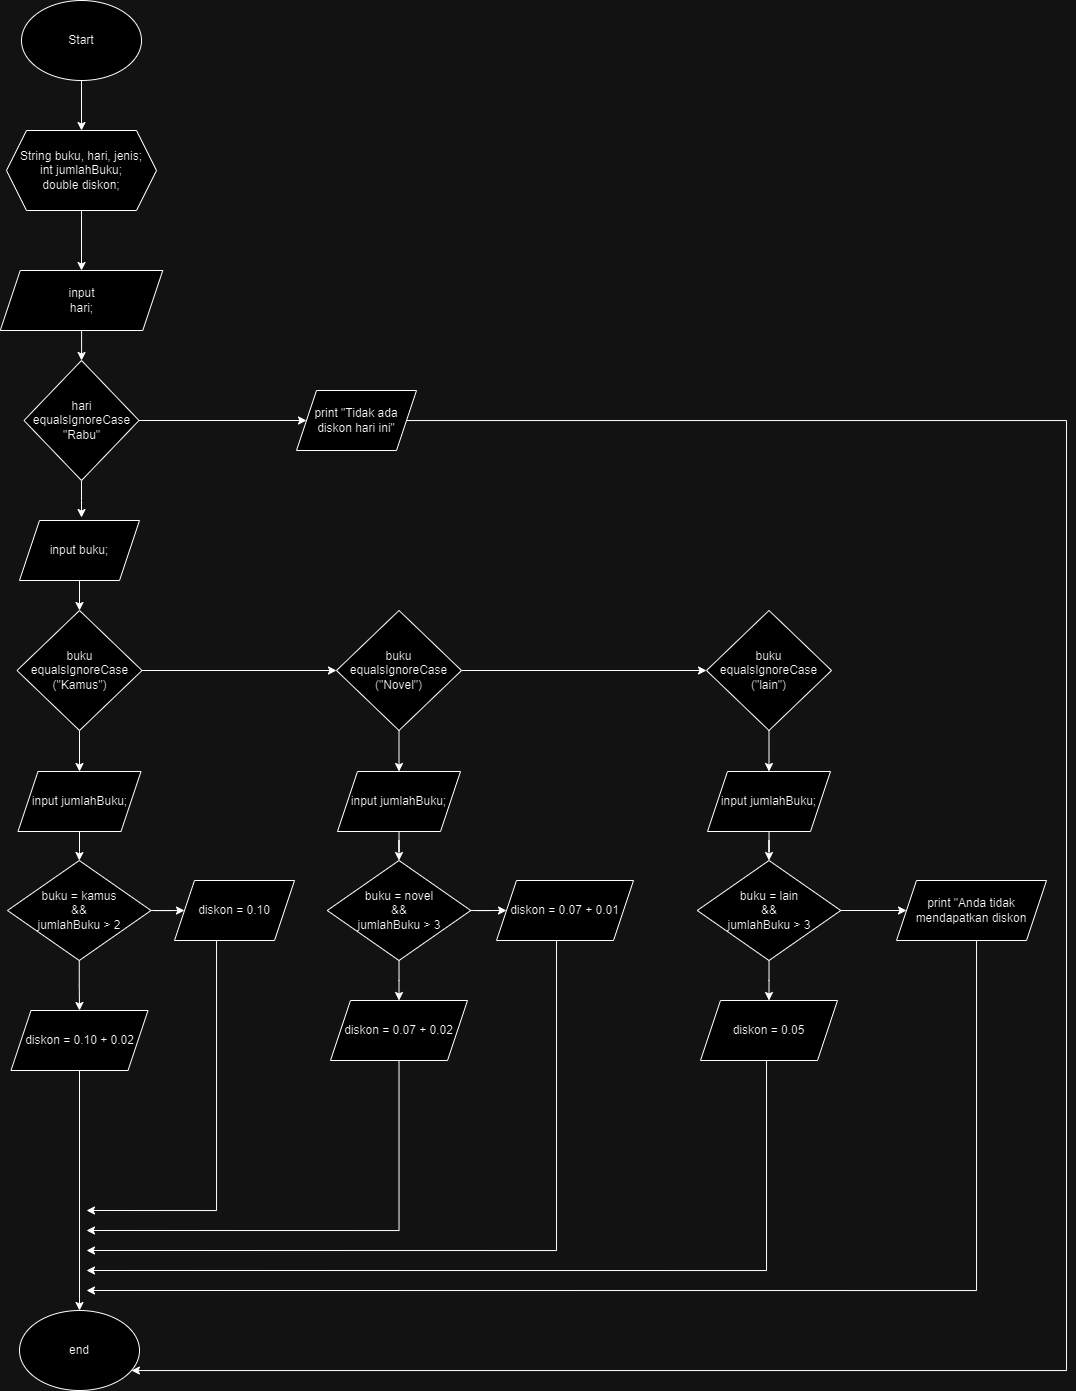 Start
String buku, hari, jenis;
int jumlahBuku;
double diskon;
input
hari;
hari
equalsIgnoreCase
"Rabu"
print "Tidak ada
diskon hari ini"
input buku;
buku
equalsIgnoreCase
("Kamus")
buku
equalsIgnoreCase
("Novel")
buku
equalsIgnoreCase
("lain")
input jumlahBuku;
input jumlahBuku;
input jumlahBuku;
buku = kamus
&&
jumlahBuku > 2
diskon = 0.10
buku = novel
&&
jumlahBuku > 3
diskon = 0.07 + 0.01
buku = lain
&&
jumlahBuku > 3
print "Anda tidak
mendapatkan diskon
diskon = 0.10 + 0.02
diskon = 0.07 + 0.02
diskon = 0.05
end